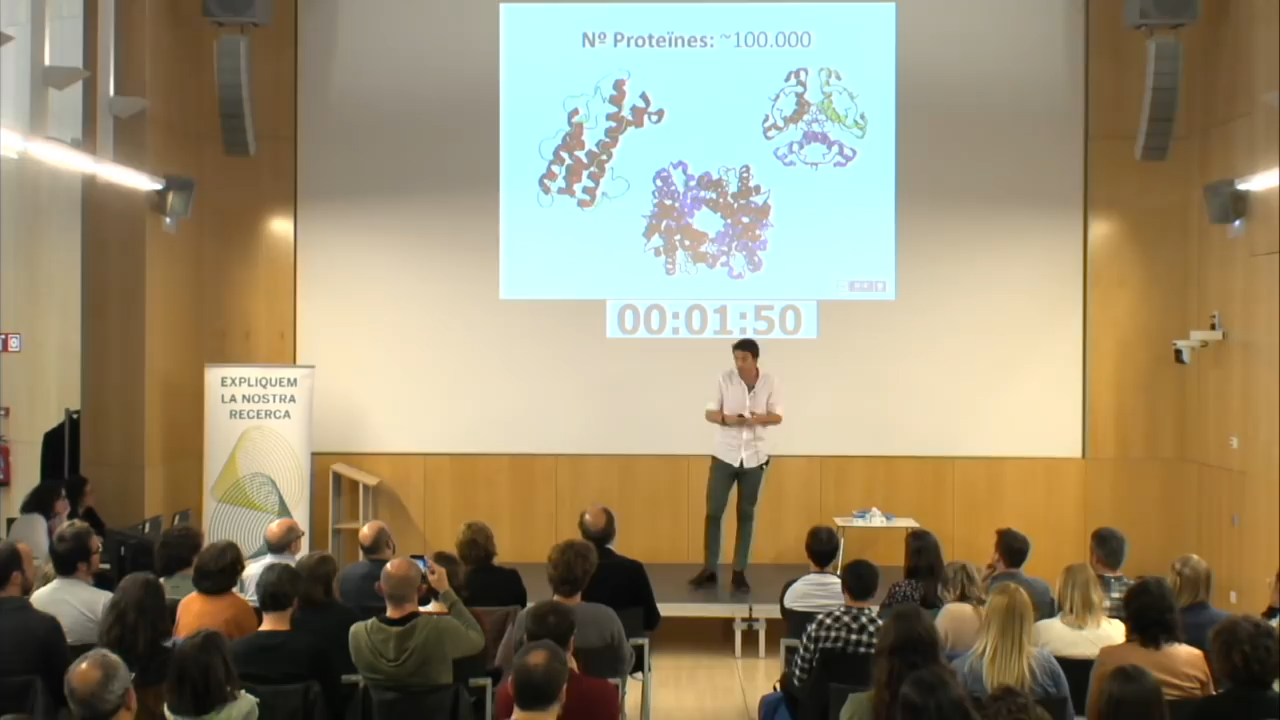 Nº Proteïnes: ~100.000
00:01:50
EXPLIQUEM
LA NOSTRA
RECERCA